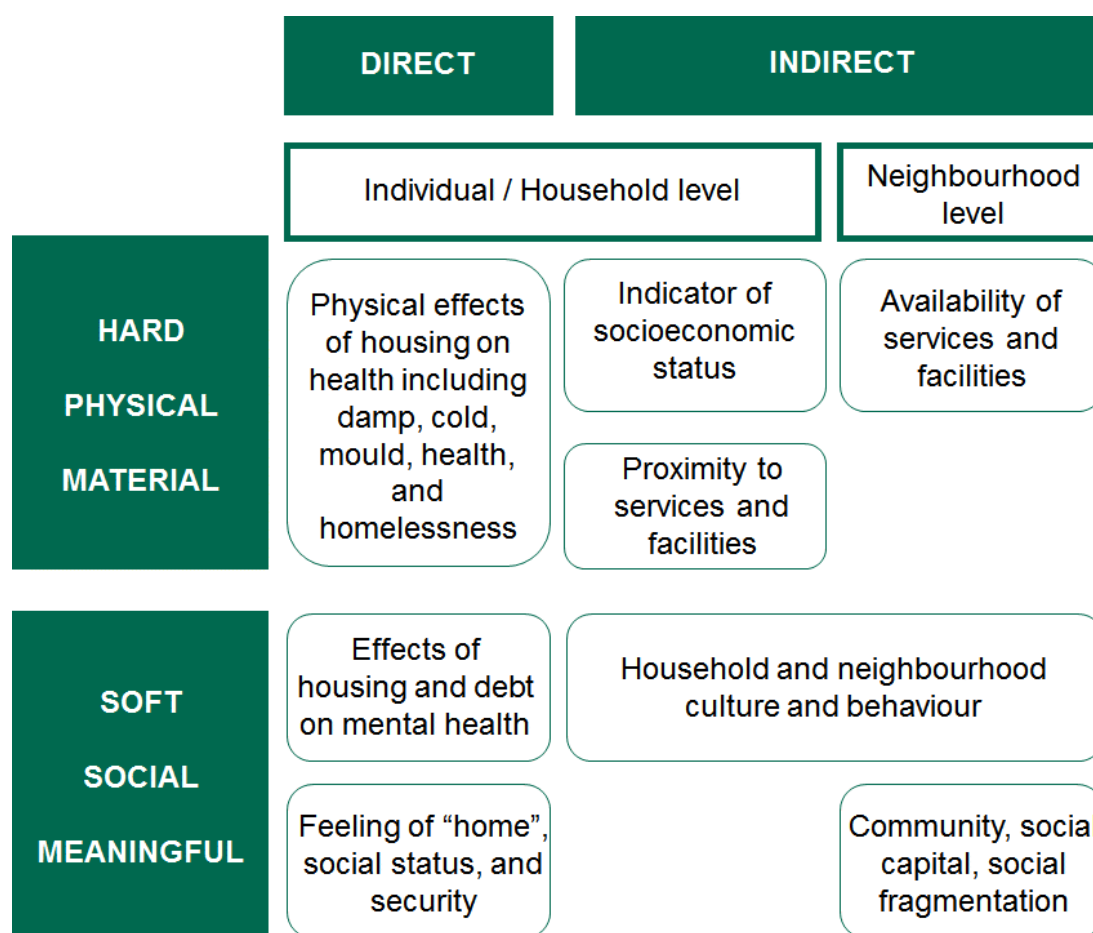 DIRECT
INDIRECT
Individual / Household level
Neighbourhood
level
HARD
PHYSICAL
MATERIAL
Physical effects
of housing on
health including
damp, cold,
mould, health,
and
homelessness
Indicator of
socioeconomic
status
Availability of
services and
facilities
Proximity to
services and
facilities
SOFT
SOCIAL
MEANINGFUL
Effects of
housing and debt
on mental health
Household and neighbourhood
culture and behaviour
Feeling of “home”,
social status, and
security
Community, social
capital, social
fragmentation